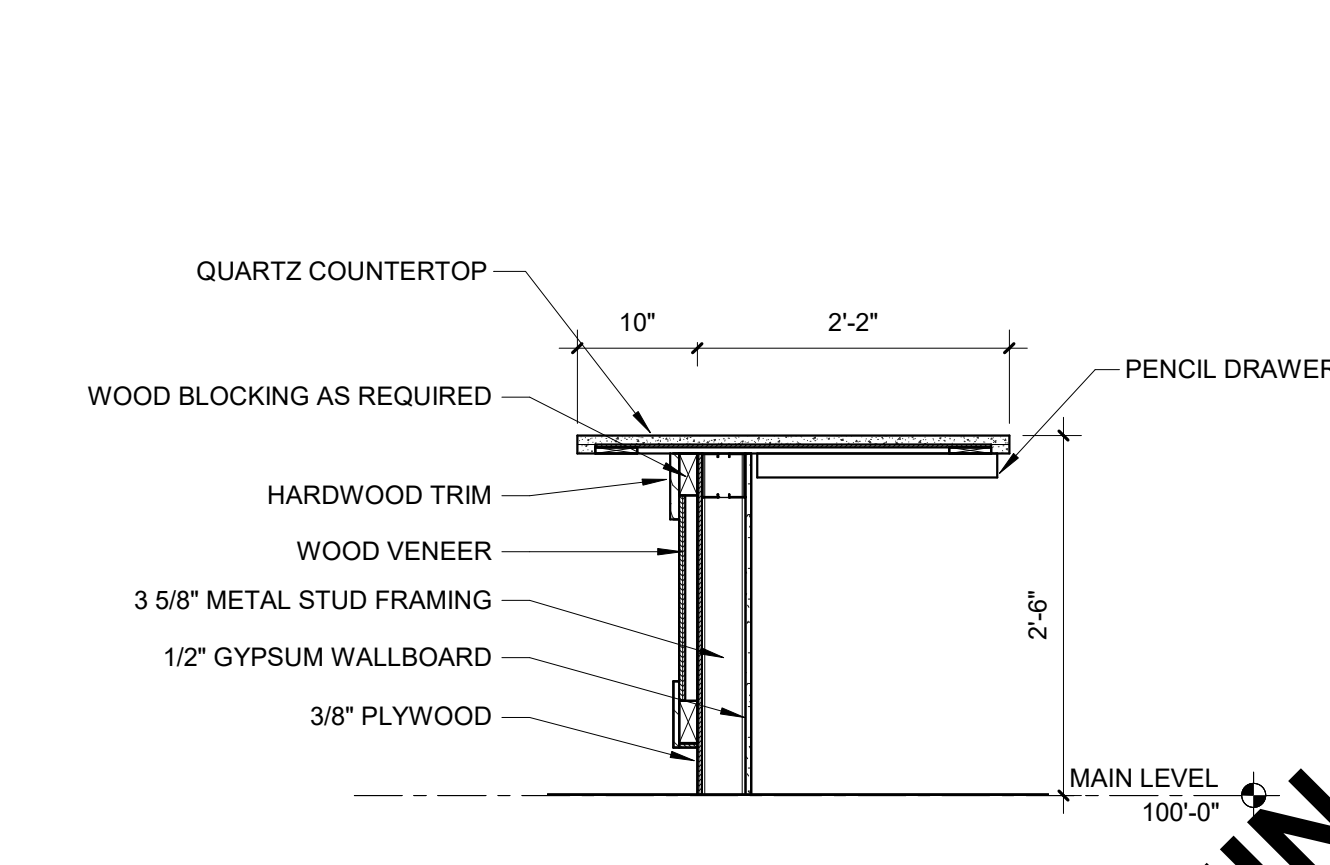 QUARTZ COUNTERTOP
10"
2'-2"
PENCIL DRAWER
WOOD BLOCKING AS REQUIRED
HARDWOOD TRIM
WOOD VENEER
3 5/8" METAL STUD FRAMING
2'-6"
1/2" GYPSUM WALLBOARD
3/8" PLYWOOD
MAIN LEVEL
100'-0"